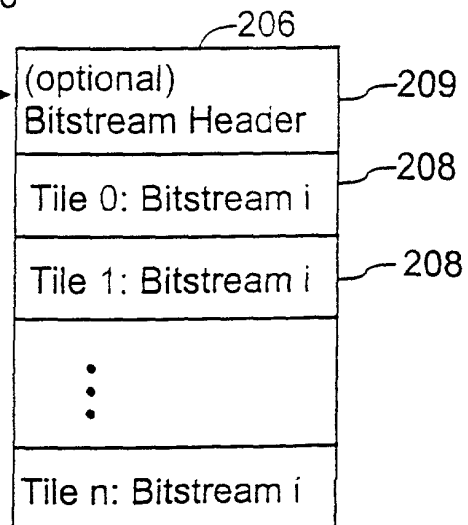 206
(optional)
Bitstream Header
209
Tile 0: Bitstream i
208
Tile 1: Bitstream i
208
Tile n: Bitstream i